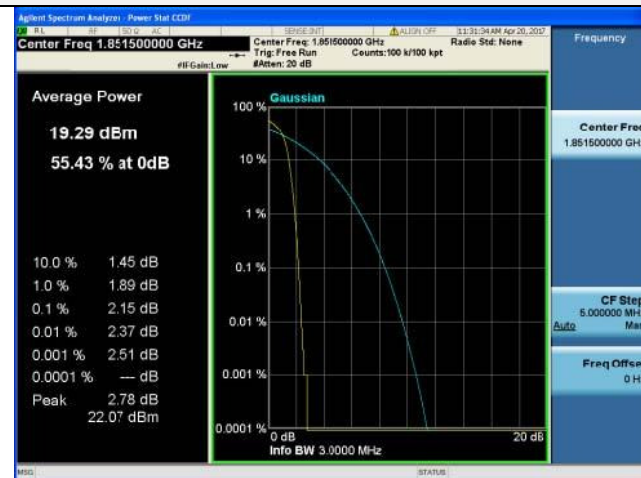 Agilent Spectrum Analyzer - Power Stat CCDF
RL RF 50 Ω AC SENSE:INT ALIGN OFF 11:31:34 AM Apr 20, 2017
Center Freq 1.851500000 GHz
Center Freq: 1.851500000 GHz Radio Std: None
Trig: Free Run Counts:100 k/100 kpt
#IFGain:Low #Atten: 20 dB
Frequency
Average Power
19.29 dBm
55.43 % at 0dB
10.0 % 1.45 dB
1.0 % 1.89 dB
0.1 % 2.15 dB
0.01 % 2.37 dB
0.001 % 2.51 dB
0.0001 % --- dB
Peak 2.78 dB
22.07 dBm
Gaussian
100 %
10 %
1 %
0.1 %
0.01 %
0.001 %
0.0001 %
0 dB 20 dB
Info BW 3.0000 MHz
Center Freq
1.851500000 GH
CF Step
5.000000 MH
Auto Ma
Freq Offse
0 H
MSG STATUS